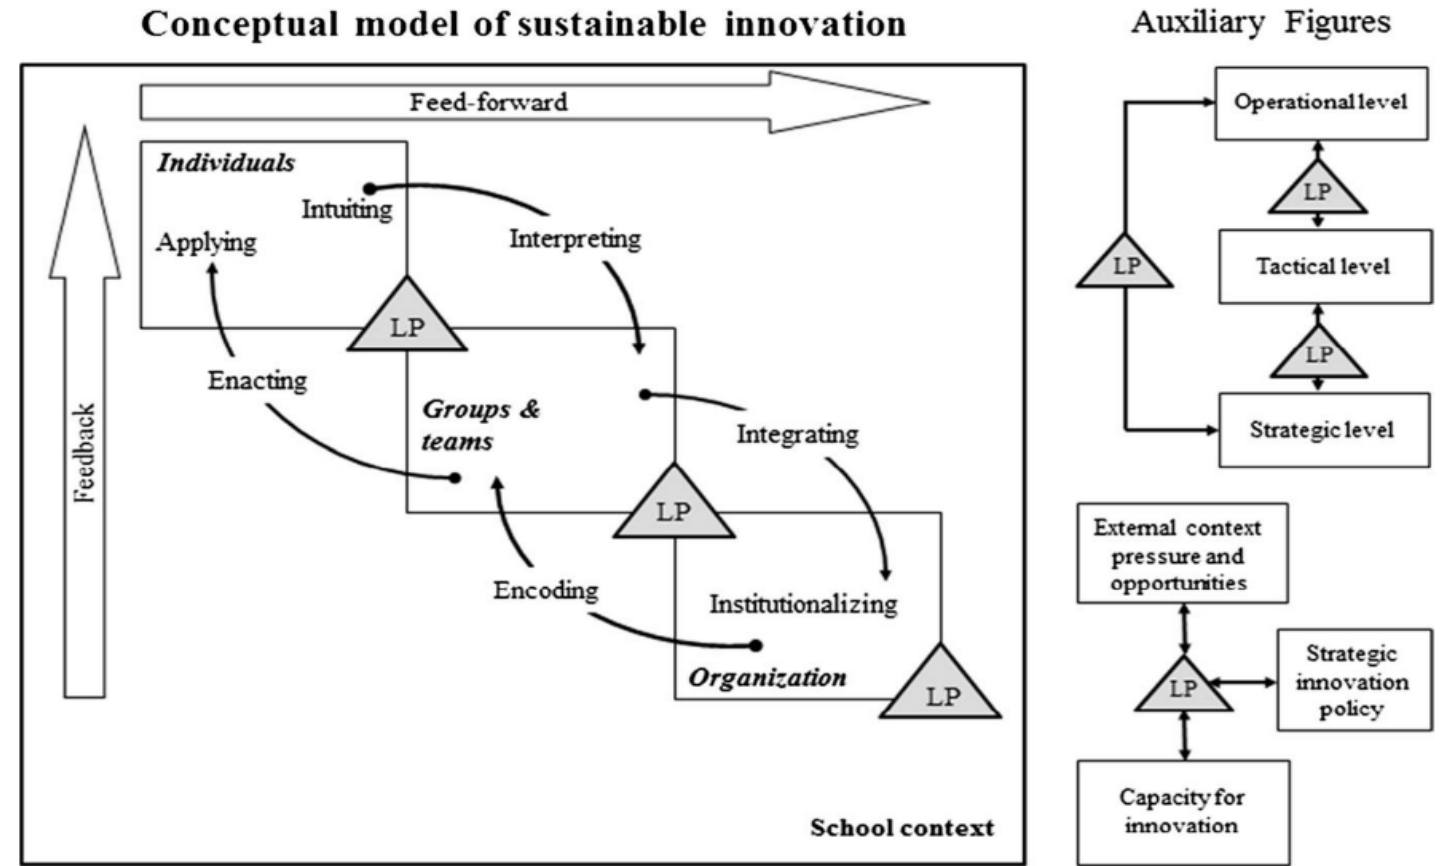 Conceptual model of sustainable innovation
Feed-forward
Individuals
Intuiting
Applying
Interpreting
LP
Enacting
Groups &
teams
Integrating
Feedback
LP
Encoding
Institutionalizing
Organization
LP
School context
Auxiliary Figures
Operational level
LP
Tactical level
LP
LP
Strategic level
External context
pressure and
opportunities
LP
Strategic
innovation
policy
Capacity for
innovation